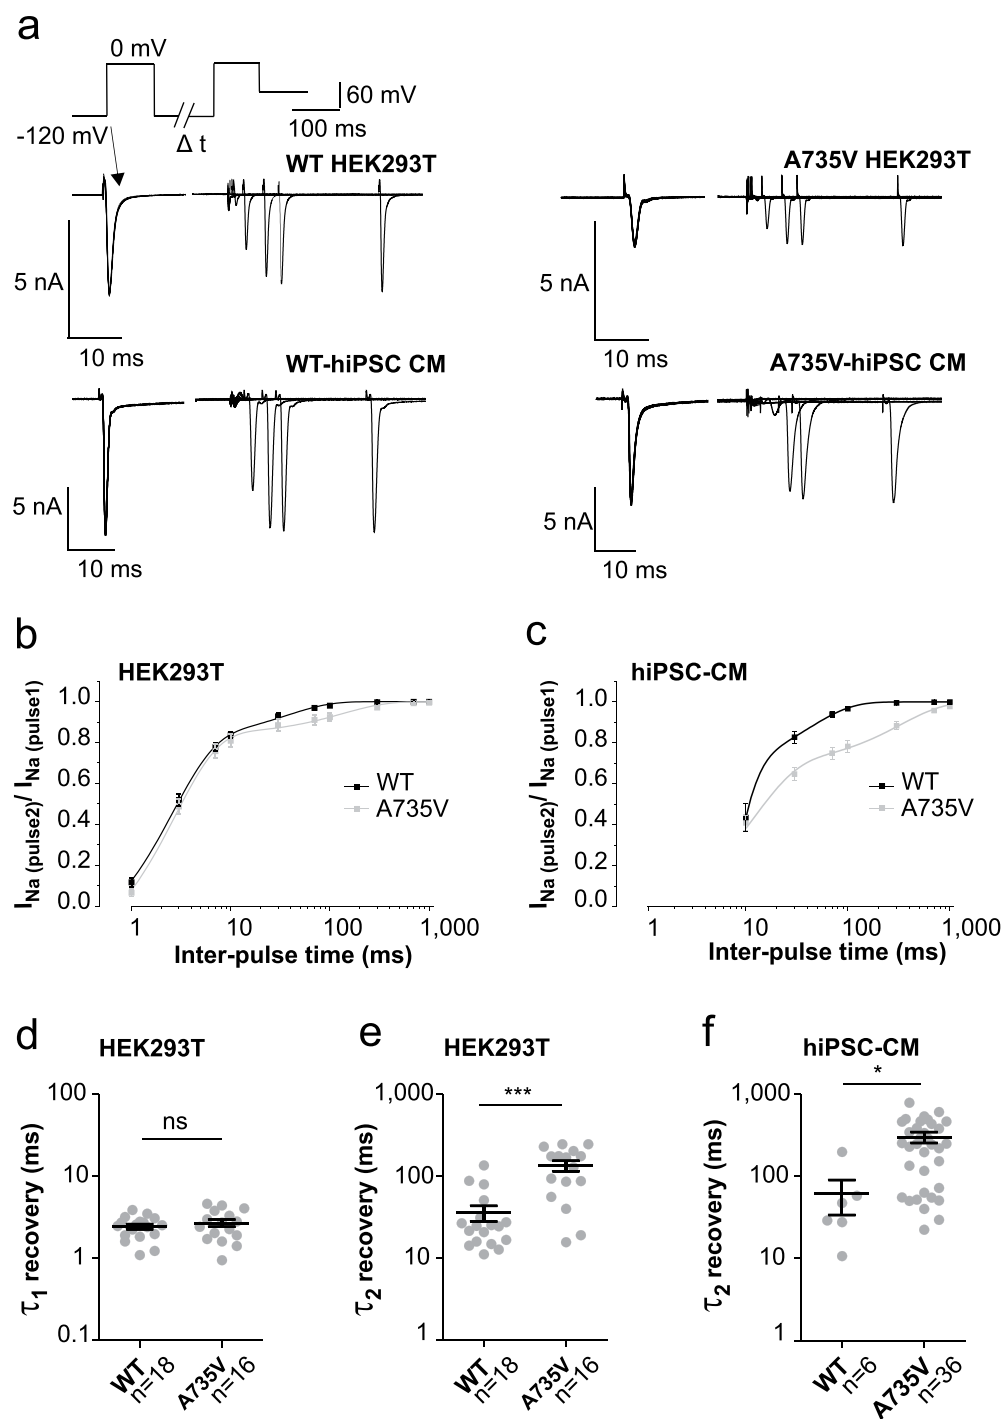 a
0 mV
60 mV
-120 mV
Δ t
100 ms
WT HEK293T
A735V HEK293T
5 nA
5 nA
10 ms
10 ms
WT-hiPSC CM
A735V-hiPSC CM
5 nA
5 nA
10 ms
10 ms
b
HEK293T
I Na (pulse2)/ I Na (pulse1)
1.0
0.8
0.6
0.4
0.2
0.0
WT
A735V
1
10
100
1,000
Inter-pulse time (ms)
c
hiPSC-CM
I Na (pulse2)/ I Na (pulse1)
1.0
0.8
0.6
0.4
0.2
0.0
WT
A735V
1
10
100
1,000
Inter-pulse time (ms)
d
HEK293T
τ1 recovery (ms)
100
10
1
0.1
ns
WT
n=18
A735V
n=16
e
HEK293T
τ2 recovery (ms)
1,000
100
10
1
***
WT
n=18
A735V
n=16
f
hiPSC-CM
τ2 recovery (ms)
1,000
100
10
1
*
WT
n=6
A735V
n=36